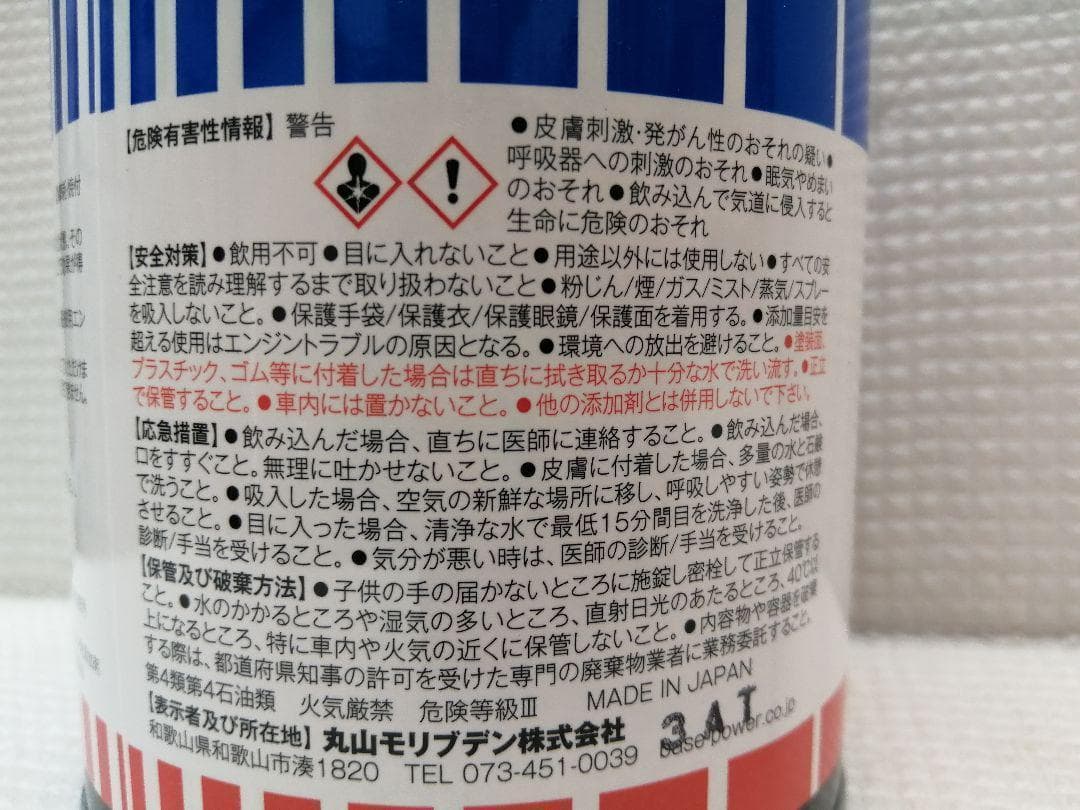 【危険有害性情報】 警告
●皮膚刺激・発がん性のおそれの疑い●
呼吸器への刺激のおそれ●眠気やめまい
のおそれ●飲み込んで気道に侵入すると
生命に危険のおそれ
【安全対策】●飲用不可●目に入れないこと●用途以外には使用しない●すべての安
全注意を読み理解するまで取り扱わないこと●粉じん/煙/ガス/ミスト/蒸気/スプレー
を吸入しないこと。●保護手袋/保護衣/保護眼鏡/保護面を着用する。●添加量目安を
超える使用はエンジントラブルの原因となる。●環境への放出を避けること。●塗装面、
プラスチック、ゴム等に付着した場合は直ちに拭き取るか十分な水で洗い流す。●正立
で保管すること。●車内には置かないこと。●他の添加剤とは併用しないで下さい。
【応急措置】●飲み込んだ場合、直ちに医師に連絡すること。●飲み込んだ場合、
口をすすぐこと。無理に吐かせないこと。●皮膚に付着した場合、多量の水と石鹸
で洗うこと。●吸入した場合、空気の新鮮な場所に移し、呼吸しやすい姿勢で休憩
させること。●目に入った場合、清浄な水で最低15分間目を洗浄した後、医師の
診断/手当を受けること。●気分が悪い時は、医師の診断/手当を受けること。
【保管及び破棄方法】●子供の手の届かないところに施錠し密栓して正立保管する
こと。●水のかかるところや湿気の多いところ、直射日光のあたるところ、40℃以
上になるところ、特に車内や火気の近くに保管しないこと。●内容物や容器を破棄
する際は、都道府県知事の許可を受けた専門の廃棄物業者に業務委託すること。
第4類第4石油類 火気厳禁 危険等級Ⅲ MADE IN JAPAN
【表示者及び所在地】丸山モリブデン株式会社 3AT
和歌山県和歌山市湊1820 TEL 073-451-0039 base-power.co.jp